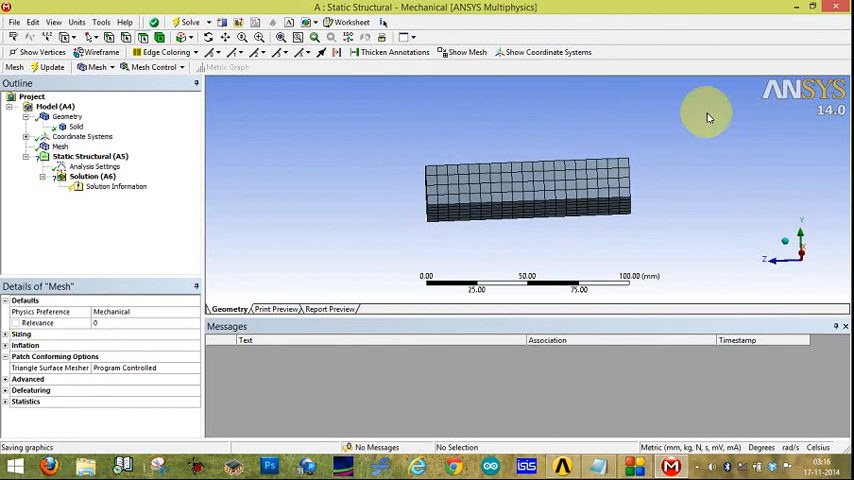 A : Static Structural - Mechanical [ANSYS Multiphysics]
File Edit View Units Tools Help Solve Worksheet
Show Vertices Wireframe Edge Coloring Thicken Annotations Show Mesh Show Coordinate Systems
Mesh Update Mesh Mesh Control Metric Graph
Outline
Project
Model (A4)
Geometry
Solid
Coordinate Systems
Mesh
Static Structural (A5)
Analysis Settings
Solution (A6)
Solution Information
ANSYS
14.0
Y
Z
X
0.00 50.00 100.00 (mm)
25.00 75.00
Details of "Mesh"
Defaults
Physics Preference Mechanical
Relevance 0
Sizing
Inflation
Patch Conforming Options
Triangle Surface Mesher Program Controlled
Advanced
Defeaturing
Statistics
Geometry Print Preview Report Preview
Messages
Text Association Timestamp
Saving graphics No Messages No Selection Metric (mm, kg, N, s, mV, mA) Degrees rad/s Celsius
Ps
isis
03:16
17-11-2014